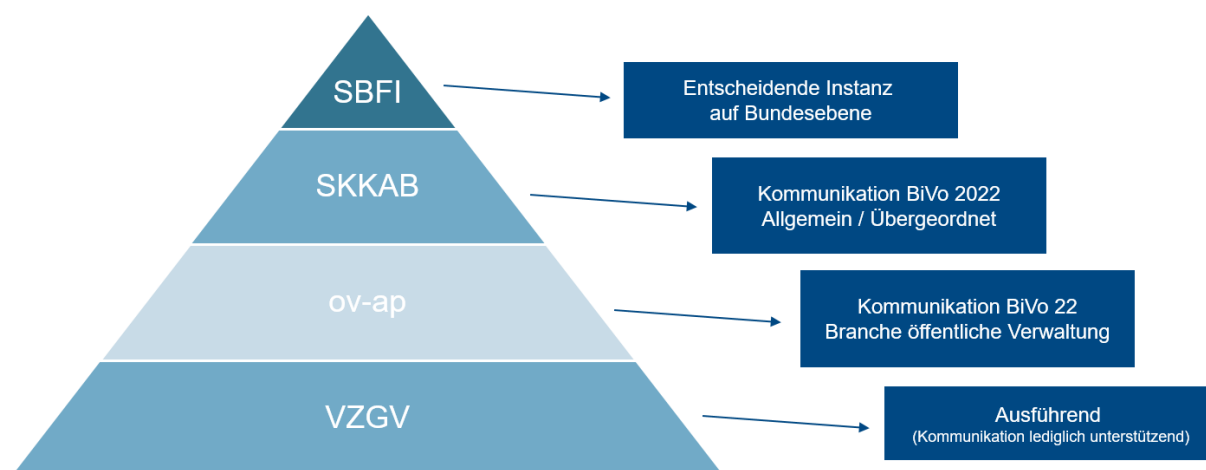 SBFI
Entscheidende Instanz
auf Bundesebene
SKKAB
Kommunikation BiVo 2022
Allgemein / Übergeordnet
ov-ap
Kommunikation BiVo 22
Branche öffentliche Verwaltung
VZGV
Ausführend
(Kommunikation lediglich unterstützend)